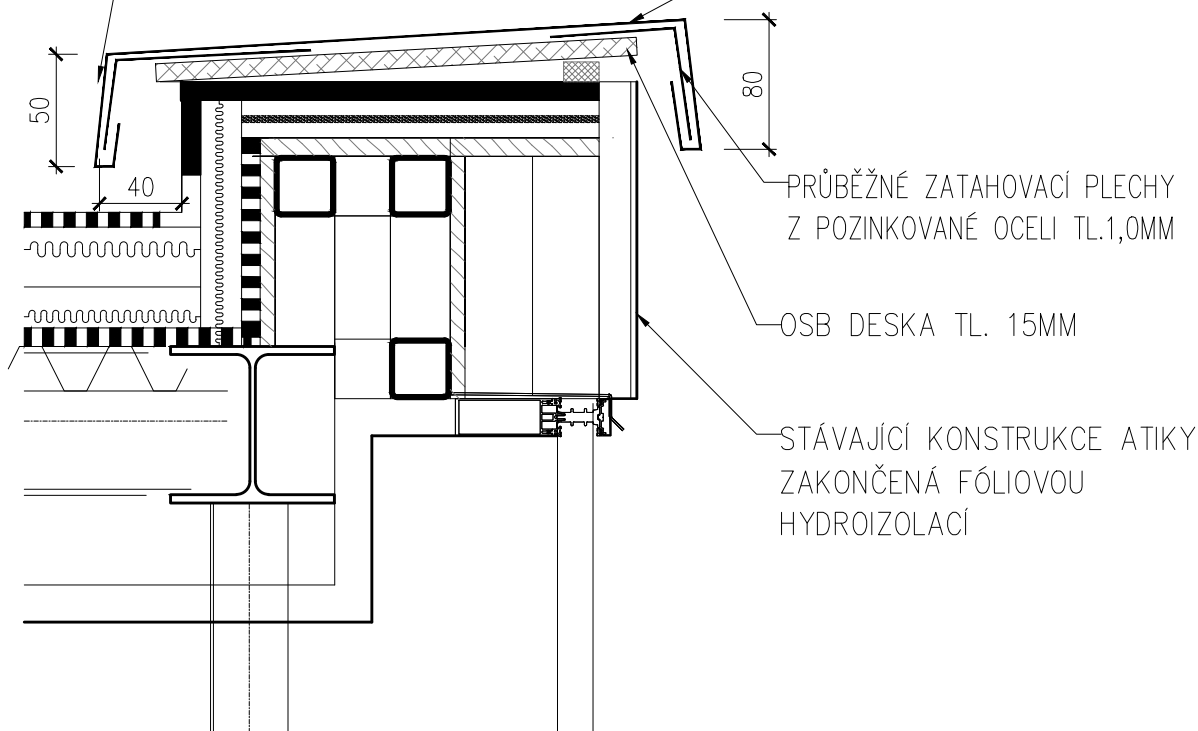 50
40
80
PRŮBĚŽNÉ ZATAHOVACÍ PLECHY
Z POZINKOVANÉ OCELI TL.1,0MM
OSB DESKA TL. 15MM
STÁVAJÍCÍ KONSTRUKCE ATIKY
ZAKONČENÁ FÓLIOVOU
HYDROIZOLACÍ